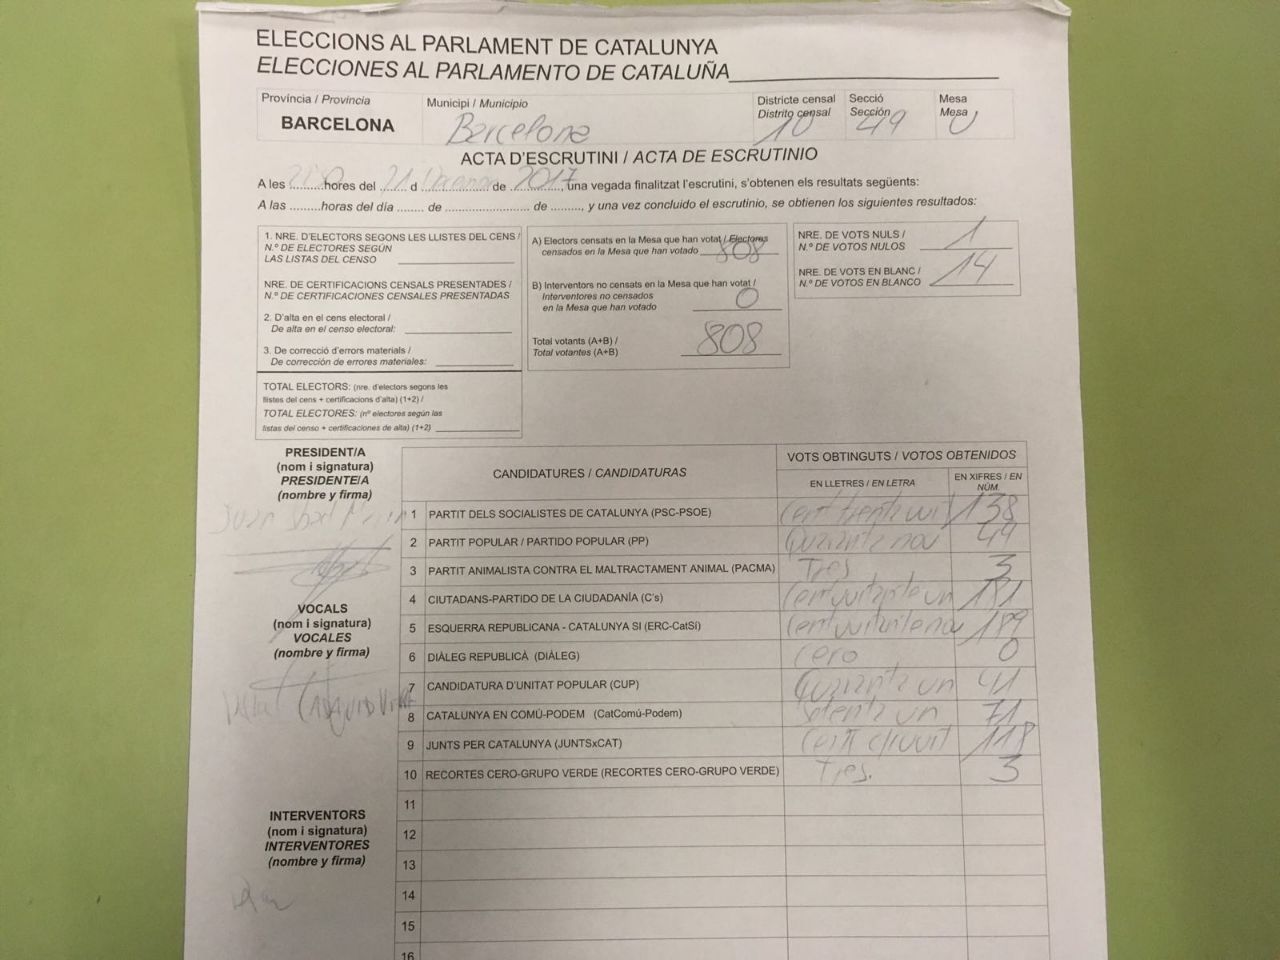 ELECCIONS AL PARLAMENT DE CATALUNYA
ELECCIONES AL PARLAMENTO DE CATALUÑA
Província / Provincia
BARCELONA
Municipi / Municipio
Barcelona
Districte censal
Distrito censal
10
Secció
Sección
49
Mesa
Mesa
U
ACTA D'ESCRUTINI / ACTA DE ESCRUTINIO
A les ......... hores del 21 d ............ de 2017, una vegada finalitzat l'escrutini, s'obtenen els resultats següents:
A las ......... horas del día ....... de ...................... de ........, y una vez concluido el escrutinio, se obtienen los siguientes resultados:
1. NRE. D'ELECTORS SEGONS LES LLISTES DEL CENS /
N.º DE ELECTORES SEGÚN
LAS LISTAS DEL CENSO
NRE. DE CERTIFICACIONS CENSALS PRESENTADES /
N.º DE CERTIFICACIONES CENSALES PRESENTADAS
2. D'alta en el cens electoral /
De alta en el censo electoral:
3. De correcció d'errors materials /
De corrección de errores materiales:
TOTAL ELECTORS: (nre. d'electors segons les
llistes del cens + certificacions d'alta) (1+2) /
TOTAL ELECTORES: (nº electores según las
listas del censo + certificaciones de alta) (1+2)
A) Electors censats en la Mesa que han votat / Electores
censados en la Mesa que han votado 808
B) Interventors no censats en la Mesa que han votat /
Interventores no censados
en la Mesa que han votado 0
Total votants (A+B) /
Total votantes (A+B) 808
NRE. DE VOTS NULS /
N.º DE VOTOS NULOS 1
NRE. DE VOTS EN BLANC /
N.º DE VOTOS EN BLANCO 14
PRESIDENT/A
(nom i signatura)
PRESIDENTE/A
(nombre y firma)
VOCALS
(nom i signatura)
VOCALES
(nombre y firma)
INTERVENTORS
(nom i signatura)
INTERVENTORES
(nombre y firma)
CANDIDATURES / CANDIDATURAS
VOTS OBTINGUTS / VOTOS OBTENIDOS
EN LLETRES / EN LETRA
EN XIFRES / EN
NÚM.
1 PARTIT DELS SOCIALISTES DE CATALUNYA (PSC-PSOE) Cent trenta vuit 138
2 PARTIT POPULAR / PARTIDO POPULAR (PP) Quaranta nou 49
3 PARTIT ANIMALISTA CONTRA EL MALTRACTAMENT ANIMAL (PACMA) Tres 3
4 CIUTADANS-PARTIDO DE LA CIUDADANÍA (C's) Cent vuitanta un 181
5 ESQUERRA REPUBLICANA - CATALUNYA SÍ (ERC-CatSí) Cent vuitanta nou 189
6 DIÀLEG REPUBLICÀ (DIÀLEG) Cero 0
7 CANDIDATURA D'UNITAT POPULAR (CUP) Quaranta un 41
8 CATALUNYA EN COMÚ-PODEM (CatComú-Podem) Setenta un 71
9 JUNTS PER CATALUNYA (JUNTSxCAT) Cent 118
10 RECORTES CERO-GRUPO VERDE (RECORTES CERO-GRUPO VERDE) Tres. 3
11
12
13
14
15
16